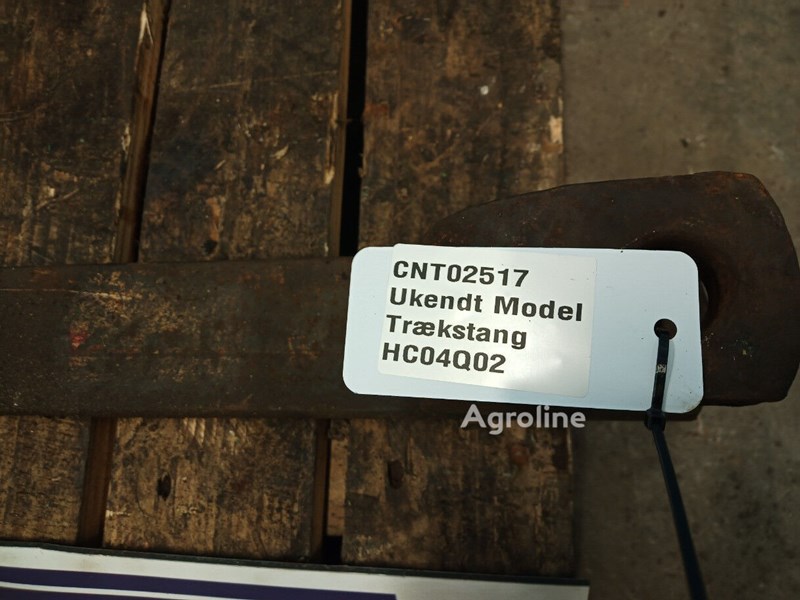 CNT02517
Ukendt Model
Trækstang
HC04Q02
Agroline